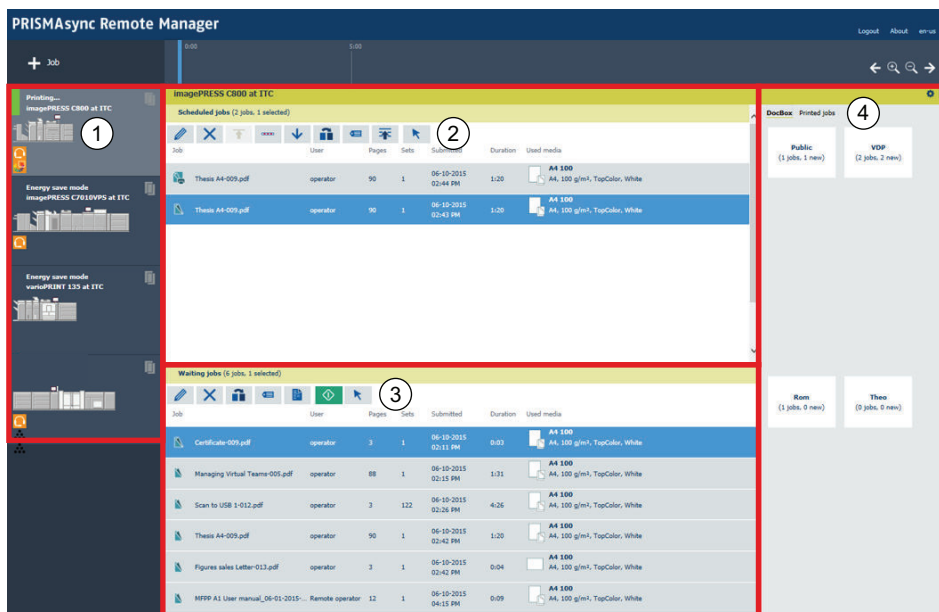 PRISMAsync Remote Manager
Logout About en-us
+ Job
0:00 5:00
Printing...
imagePRESS C800 at ITC
1
Energy save mode
imagePRESS C7010VPS at ITC
Energy save mode
varioPRINT 135 at ITC
imagePRESS C800 at ITC
Scheduled jobs (2 jobs, 1 selected)
2
Job User Pages Sets Submitted Duration Used media
Thesis A4-009.pdf operator 90 1 06-10-2015 02:44 PM 1:20 A4 100
A4, 100 g/m², TopColor, White
Thesis A4-009.pdf operator 90 1 06-10-2015 02:43 PM 1:20 A4 100
A4, 100 g/m², TopColor, White
Waiting jobs (6 jobs, 1 selected)
3
Job User Pages Sets Submitted Duration Used media
Certificate-009.pdf operator 3 1 06-10-2015 02:11 PM 0:03 A4 100
A4, 100 g/m², TopColor, White
Managing Virtual Teams-005.pdf operator 88 1 06-10-2015 02:15 PM 1:31 A4 100
A4, 100 g/m², TopColor, White
Scan to USB 1-012.pdf operator 3 122 06-10-2015 02:26 PM 4:26 A4 100
A4, 100 g/m², TopColor, White
Thesis A4-009.pdf operator 90 1 06-10-2015 02:42 PM 1:20 A4 100
A4, 100 g/m², TopColor, White
Figures sales Letter-013.pdf operator 3 1 06-10-2015 02:42 PM 0:04 A4 100
A4, 100 g/m², TopColor, White
MFPP A1 User manual_06-01-2015-... Remote operator 12 1 06-10-2015 04:15 PM 0:09 A4 100
A4, 100 g/m², TopColor, White
DocBox Printed jobs
4
Public
(1 jobs, 1 new)
VDP
(2 jobs, 2 new)
Rom
(1 jobs, 0 new)
Theo
(0 jobs, 0 new)